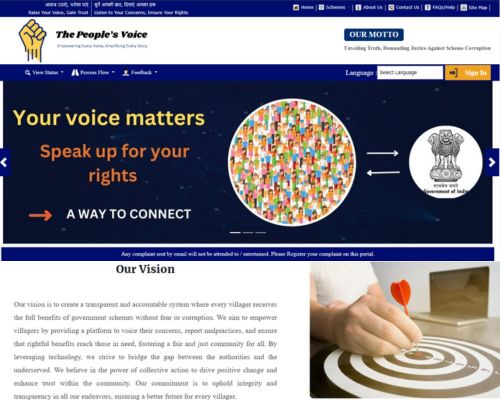 आवाज उठाएं, भरोसा पाएं | सुनें आपकी बात, दिलाएं आपका हक
Raise Your Voice, Gain Trust | Listen to Your Concerns, Ensure Your Rights
Home | Schemes | About Us | Contact Us | FAQs/Help | Site Map
The People's Voice
Empowering Every Voice, Amplifying Every Story
OUR MOTTO
Unveiling Truth, Demanding Justice Against Scheme Corruption
View Status Process Flow Feedback
Language : Select Language Sign In
Your voice matters
Speak up for your
rights
A WAY TO CONNECT
सत्यमेव जयते
Government of India
Any complaint sent by email will not be attended to / entertained. Please Register your complaint on this portal.
Our Vision
Our vision is to create a transparent and accountable system where every villager receives
the full benefits of government schemes without fear or corruption. We aim to empower
villagers by providing a platform to voice their concerns, report malpractices, and ensure
that rightful benefits reach those in need, fostering a fair and just community for all. By
leveraging technology, we strive to bridge the gap between the authorities and the
underserved. We believe in the power of collective action to drive positive change and
enhance trust within the community. Our commitment is to uphold integrity and
transparency in all our endeavors, ensuring a better future for every villager.